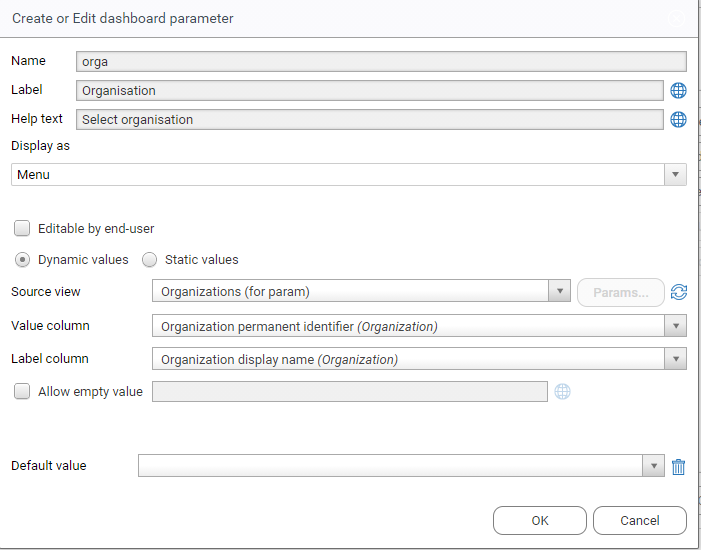 Create or Edit dashboard parameter
Name orga
Label Organisation
Help text Select organisation
Display as
Menu
Editable by end-user
Dynamic values Static values
Source view Organizations (for param) Params...
Value column Organization permanent identifier (Organization)
Label column Organization display name (Organization)
Allow empty value
Default value
OK Cancel